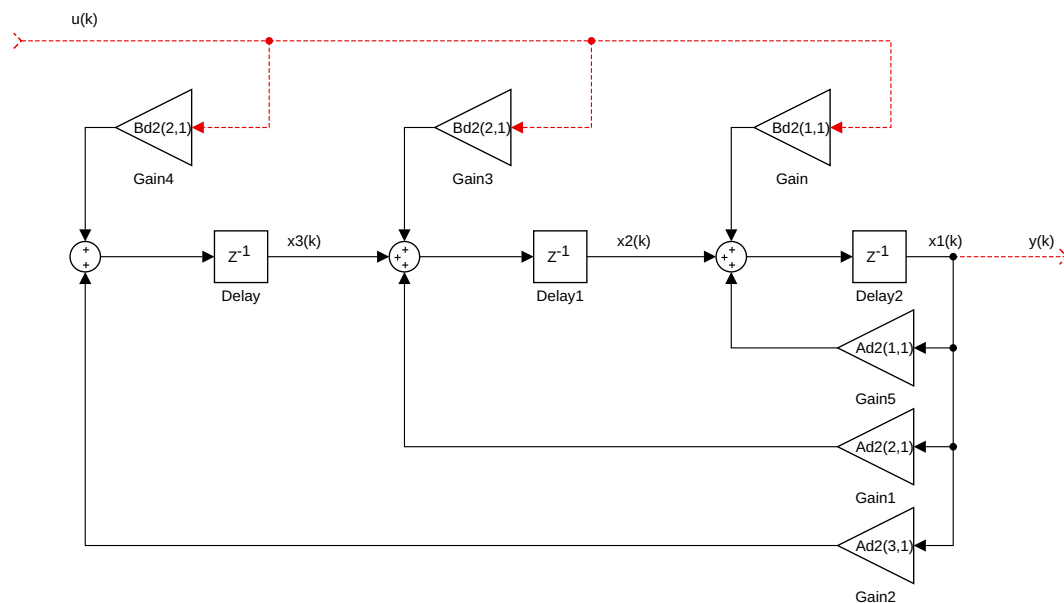 u(k)
Bd2(2,1)
Bd2(2,1)
Bd2(1,1)
Gain4
Gain3
Gain
+
+
Z-1
x3(k)
+
+
+
Z-1
x2(k)
+
+
+
Z-1
x1(k)
y(k)
Delay
Delay1
Delay2
Ad2(1,1)
Gain5
Ad2(2,1)
Gain1
Ad2(3,1)
Gain2